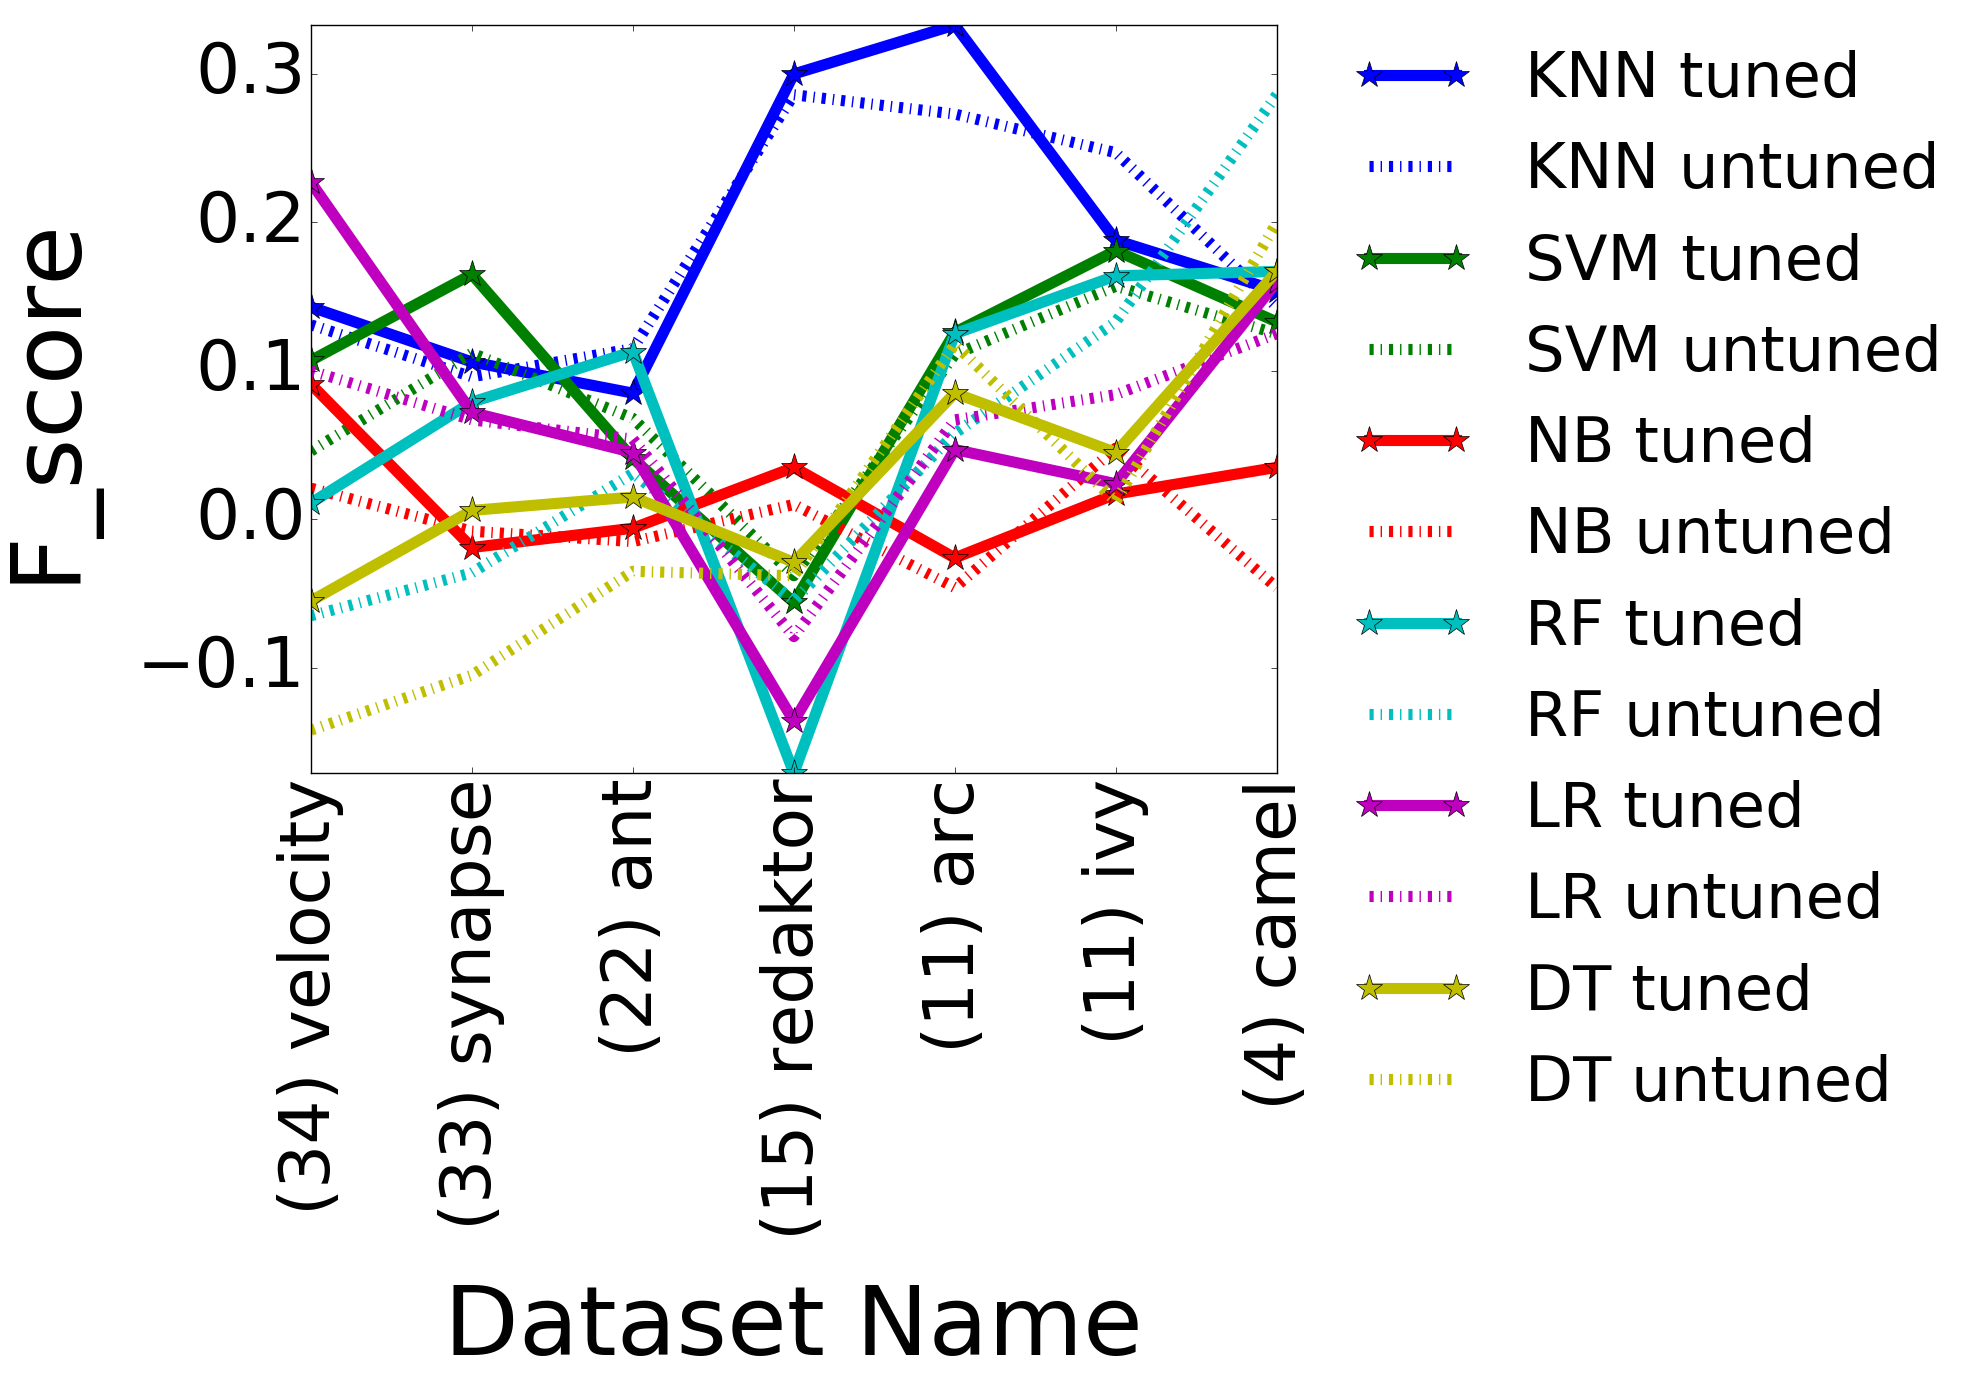 0.3
0.2
0.1
0.0
−0.1
F_score
(34) velocity
(33) synapse
(22) ant
(15) redaktor
(11) arc
(11) ivy
(4) camel
Dataset Name
KNN tuned
KNN untuned
SVM tuned
SVM untuned
NB tuned
NB untuned
RF tuned
RF untuned
LR tuned
LR untuned
DT tuned
DT untuned